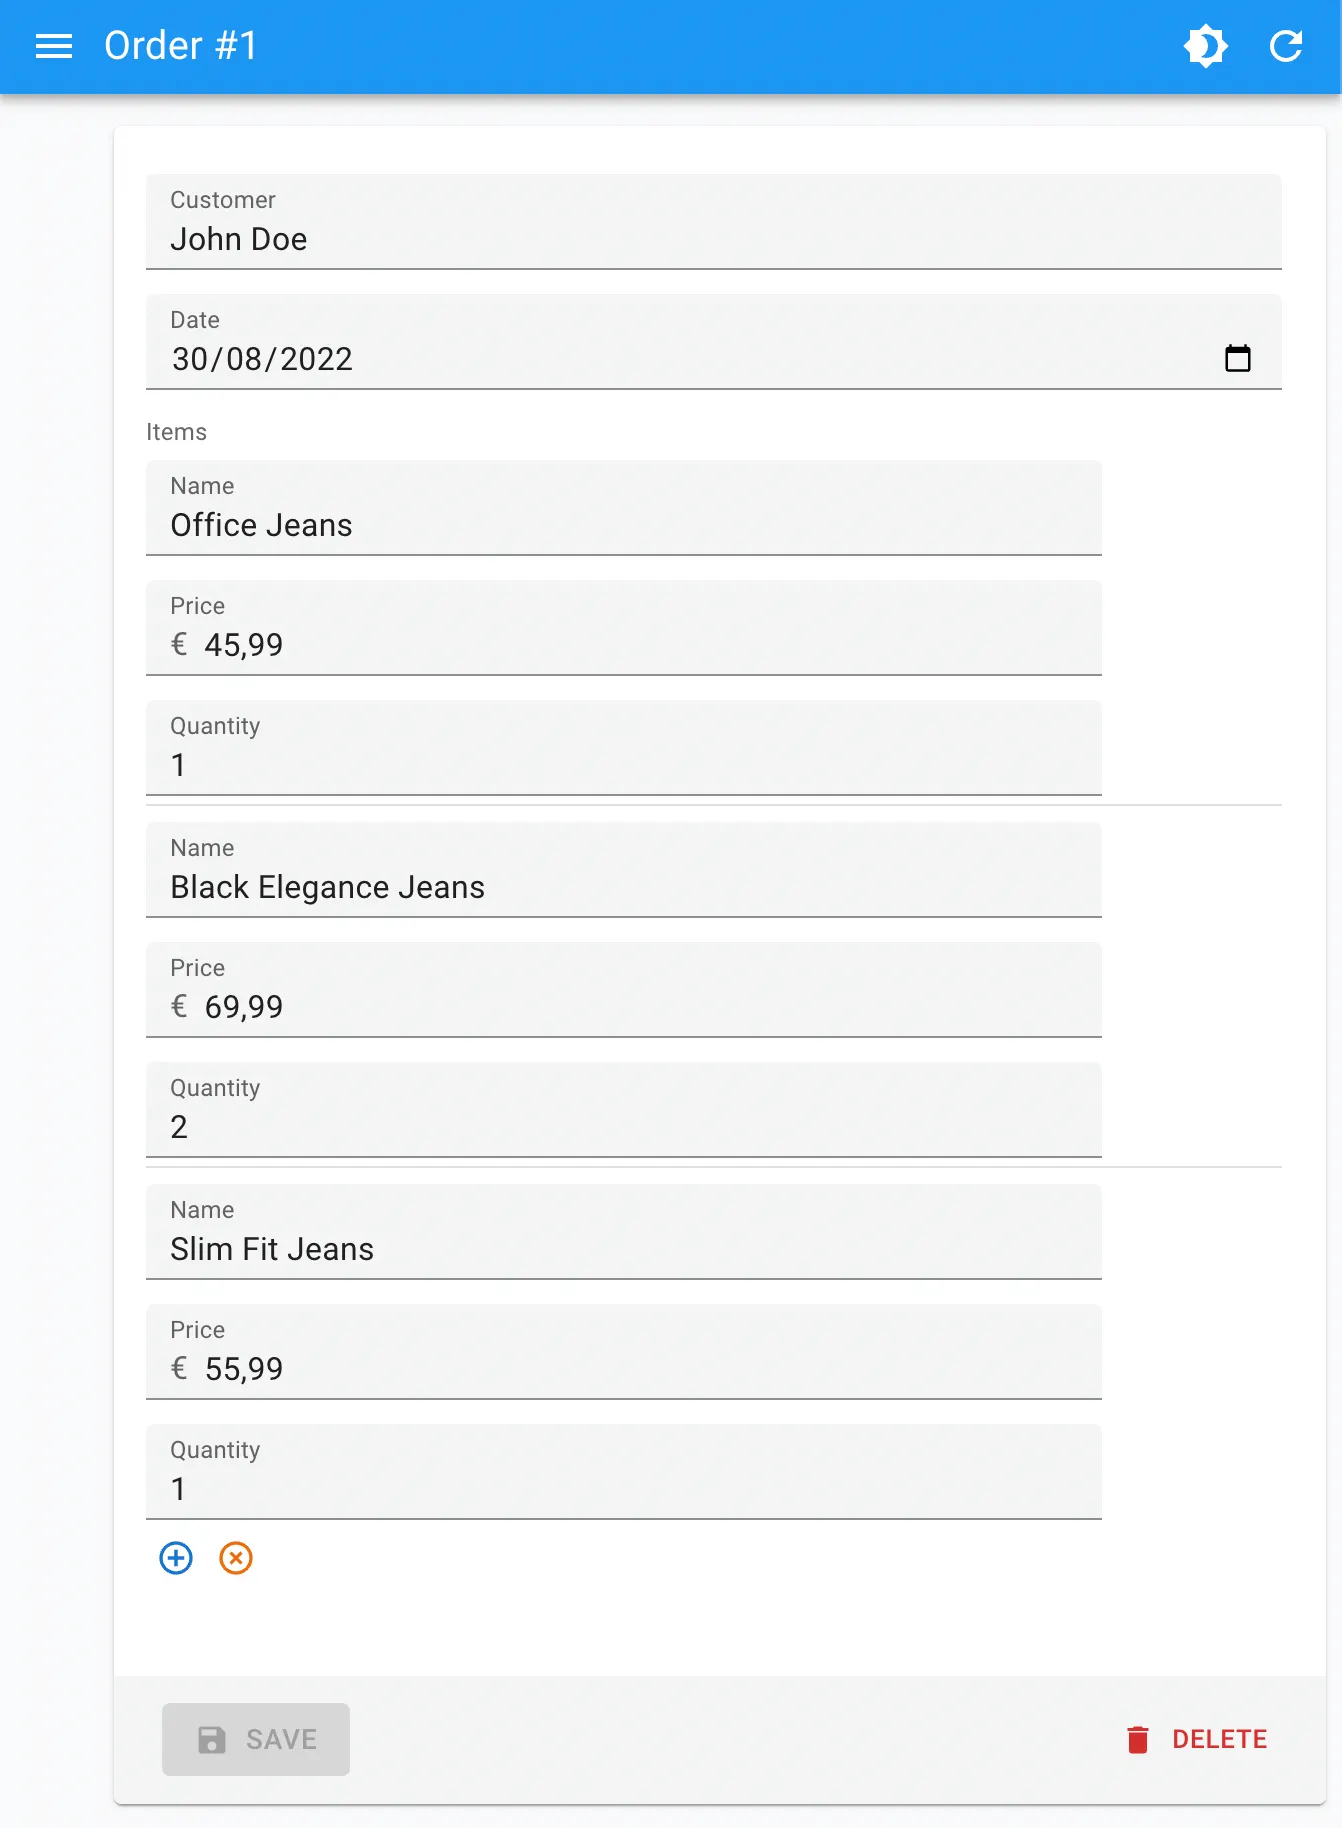 Order #1
Customer
John Doe
Date
30/08/2022
Items
Name
Office Jeans
Price
€ 45,99
Quantity
1
Name
Black Elegance Jeans
Price
€ 69,99
Quantity
2
Name
Slim Fit Jeans
Price
€ 55,99
Quantity
1
SAVE
DELETE